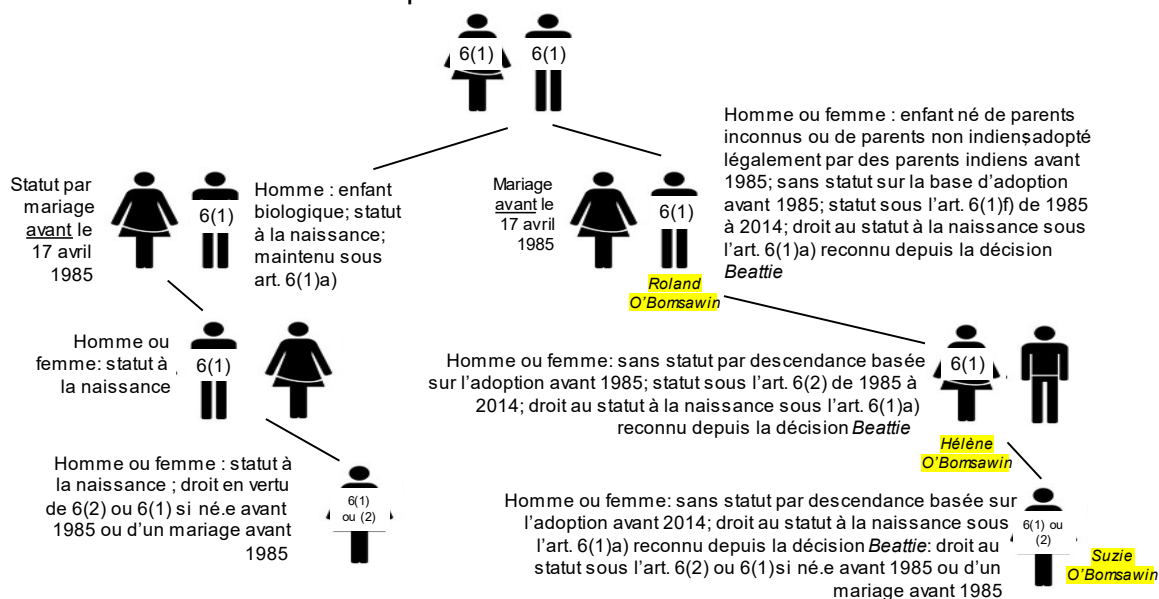 6(1)
6(1)
Homme ou femme : enfant né de parents
inconnus ou de parents non indiens, adopté
légalement par des parents indiens avant
1985; sans statut sur la base d'adoption
avant 1985; statut sous l'art. 6(1)f) de 1985
à 2014; droit au statut à la naissance sous
l'art. 6(1)a) reconnu depuis la décision
Beattie
Statut par
mariage
avant le
17 avril
1985
6(1)
Homme : enfant
biologique; statut
à la naissance;
maintenu sous
art. 6(1)a)
Mariage
avant le
17 avril
1985
6(1)
Roland
O'Bomsawin
Homme ou
femme: statut à
la naissance
6(1)
Homme ou femme: sans statut par descendance basée
sur l'adoption avant 1985; statut sous l'art. 6(2) de 1985 à
2014; droit au statut à la naissance sous l'art. 6(1)a)
reconnu depuis la décision Beattie
6(1)
Hélène
O'Bomsawin
Homme ou femme : statut à
la naissance ; droit en vertu
de 6(2) ou 6(1) si né.e avant
1985 ou d'un mariage avant
1985
6(1)
ou (2)
Homme ou femme: sans statut par descendance basée sur
l'adoption avant 2014; droit au statut à la naissance sous
l'art. 6(1)a) reconnu depuis la décision Beattie: droit au
statut sous l'art. 6(2) ou 6(1) si né.e avant 1985 ou d'un
mariage avant 1985
6(1) ou
(2)
Suzie
O'Bomsawin